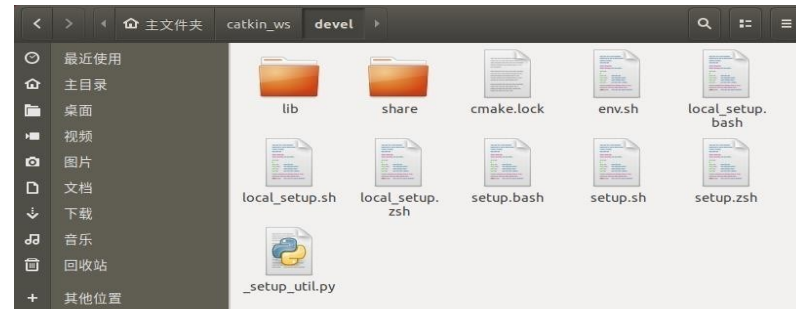 主文件夹 catkin_ws devel
最近使用
主目录
桌面
视频
图片
文档
下载
音乐
回收站
其他位置
lib
share
cmake.lock
env.sh
local_setup.
bash
local_setup.sh
local_setup.
zsh
setup.bash
setup.sh
setup.zsh
_setup_util.py